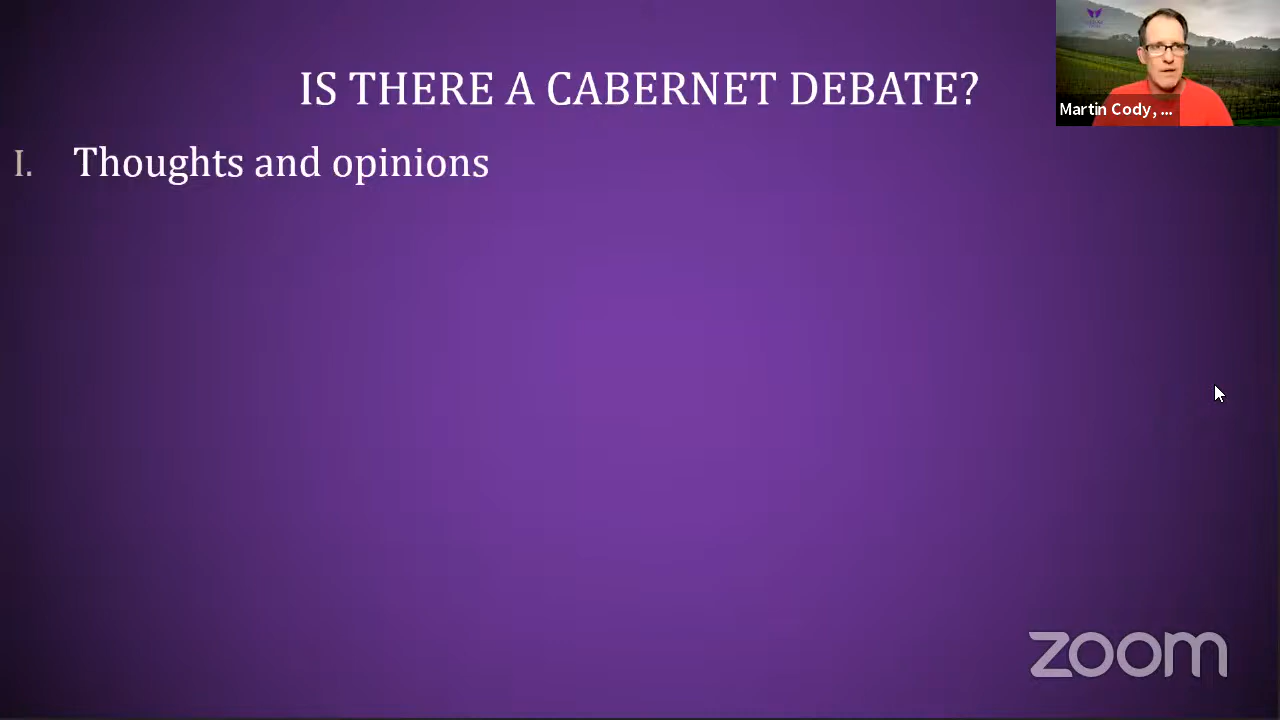 IS THERE A CABERNET DEBATE?
Martin Cody, ...
I. Thoughts and opinions
zoom